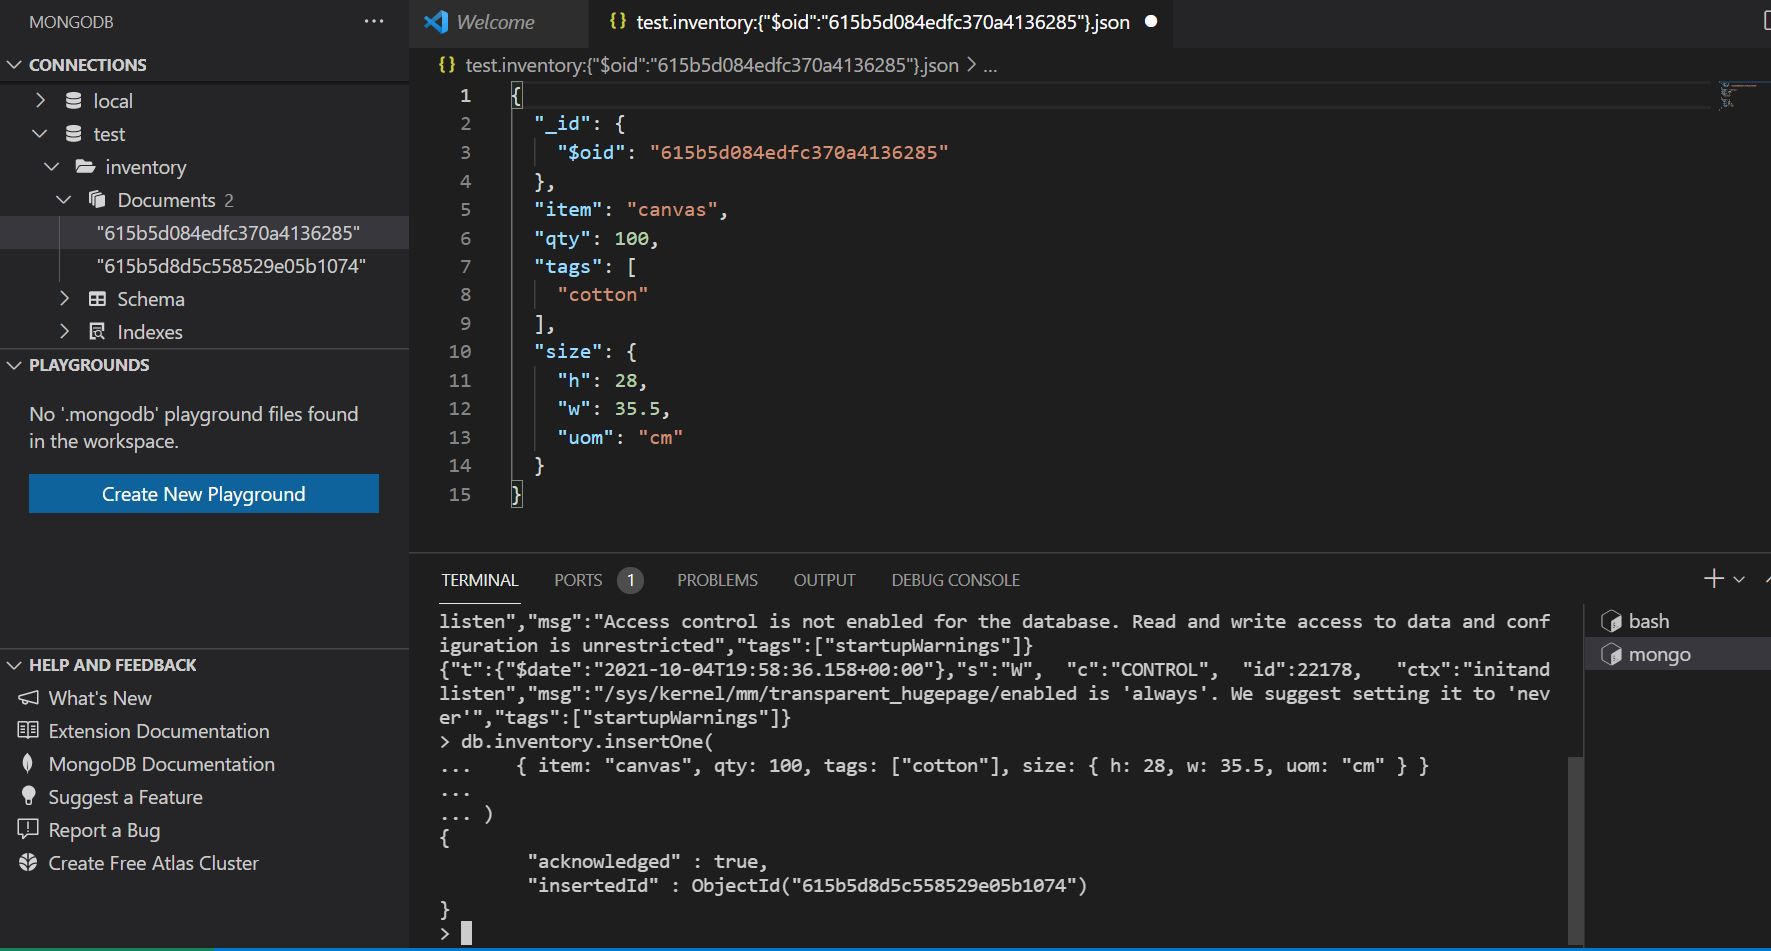 MONGODB
CONNECTIONS
local
test
inventory
Documents 2
"615b5d084edfc370a4136285"
"615b5d8d5c558529e05b1074"
Schema
Indexes
PLAYGROUNDS
No '.mongodb' playground files found
in the workspace.
Create New Playground
HELP AND FEEDBACK
What's New
Extension Documentation
MongoDB Documentation
Suggest a Feature
Report a Bug
Create Free Atlas Cluster
Welcome
{} test.inventory:{"$oid":"615b5d084edfc370a4136285"}.json
{} test.inventory:{"$oid":"615b5d084edfc370a4136285"}.json > ...
1 {
2 "_id": {
3 "$oid": "615b5d084edfc370a4136285"
4 },
5 "item": "canvas",
6 "qty": 100,
7 "tags": [
8 "cotton"
9 ],
10 "size": {
11 "h": 28,
12 "w": 35.5,
13 "uom": "cm"
14 }
15 }
TERMINAL PORTS 1 PROBLEMS OUTPUT DEBUG CONSOLE
listen","msg":"Access control is not enabled for the database. Read and write access to data and conf
iguration is unrestricted","tags":["startupWarnings"]}
{"t":{"$date":"2021-10-04T19:58:36.158+00:00"},"s":"W", "c":"CONTROL", "id":22178, "ctx":"initand
listen","msg":"/sys/kernel/mm/transparent_hugepage/enabled is 'always'. We suggest setting it to 'nev
er'","tags":["startupWarnings"]}
> db.inventory.insertOne(
... { item: "canvas", qty: 100, tags: ["cotton"], size: { h: 28, w: 35.5, uom: "cm" } }
...
... )
{
"acknowledged" : true,
"insertedId" : ObjectId("615b5d8d5c558529e05b1074")
}
>
bash
mongo